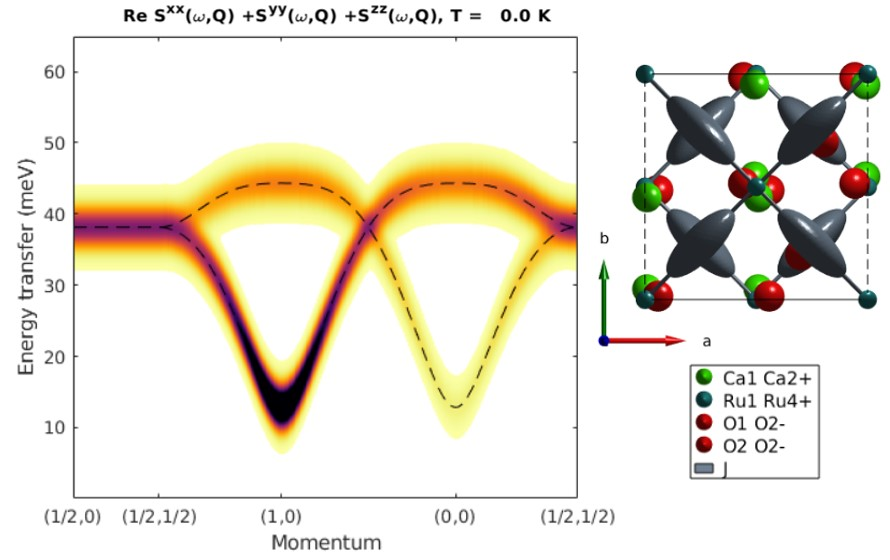 Re S^xx(ω,Q) +S^yy(ω,Q) +S^zz(ω,Q), T = 0.0 K
60
50
40
30
20
10
Energy transfer (meV)
(1/2,0) (1/2,1/2) (1,0) (0,0) (1/2,1/2)
Momentum
b
a
Ca1 Ca2+
Ru1 Ru4+
O1 O2-
O2 O2-
J